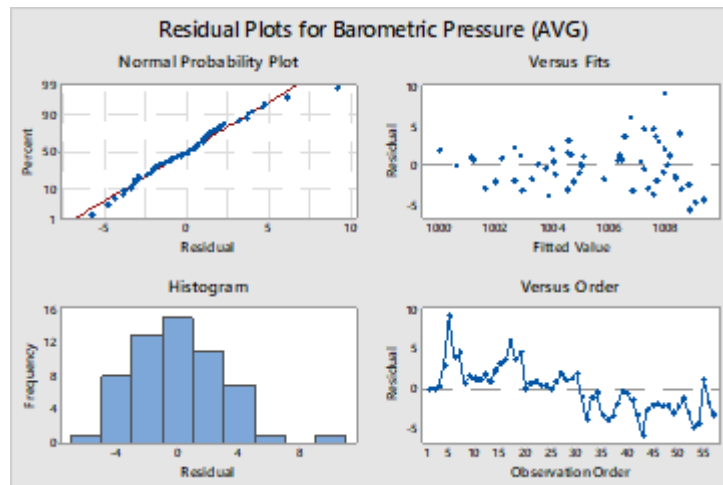 Residual Plots for Barometric Pressure (AVG)
Normal Probability Plot
Versus Fits
99
90
50
10
1
Percent
-5
0
5
10
Residual
10
5
0
-5
Residual
1000
1002
1004
1006
1008
Fitted Value
Histogram
Versus Order
16
12
8
4
0
Frequency
-4
0
4
8
Residual
10
5
0
-5
Residual
1 5 10 15 20 25 30 35 40 45 50 55
Observation Order